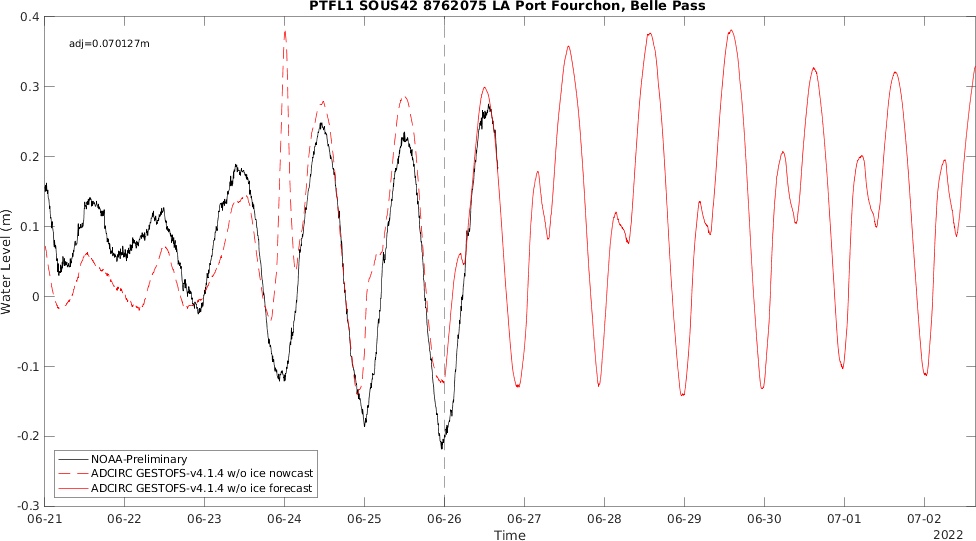 PTFL1 SOUS42 8762075 LA Port Fourchon, Belle Pass
adj=0.070127m
0.4
0.3
0.2
0.1
0
-0.1
-0.2
-0.3
Water Level (m)
NOAA-Preliminary
ADCIRC GESTOFS-v4.1.4 w/o ice nowcast
ADCIRC GESTOFS-v4.1.4 w/o ice forecast
06-21 06-22 06-23 06-24 06-25 06-26 06-27 06-28 06-29 06-30 07-01 07-02
Time
2022